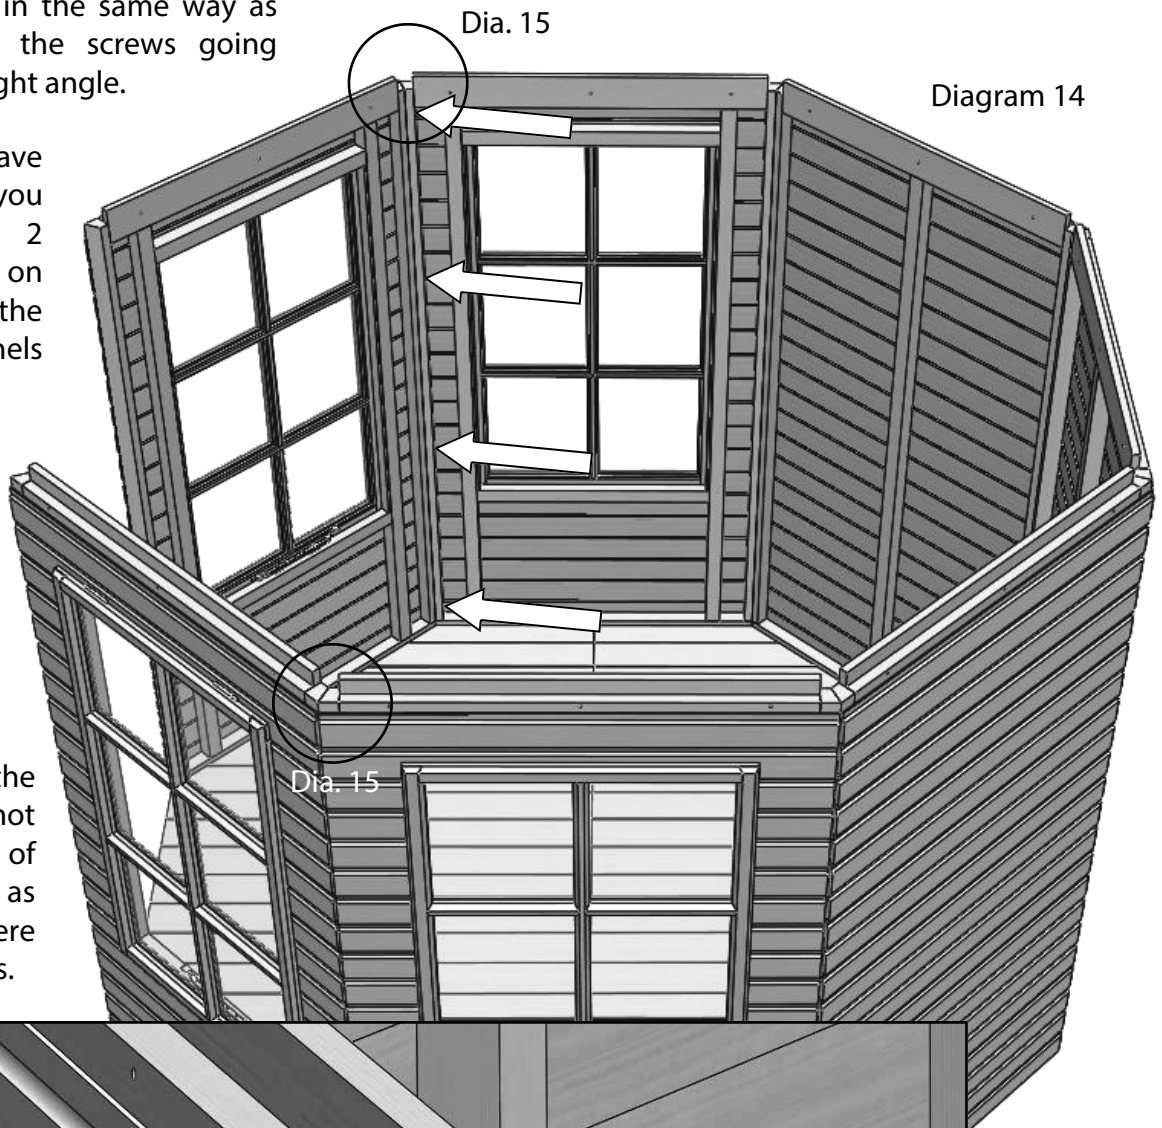 in the same way as
the screws going
ght angle.
ave
you
2
on
the
nels
the
not
of
as
ere
s.
Dia. 15
Diagram 14
Dia. 15